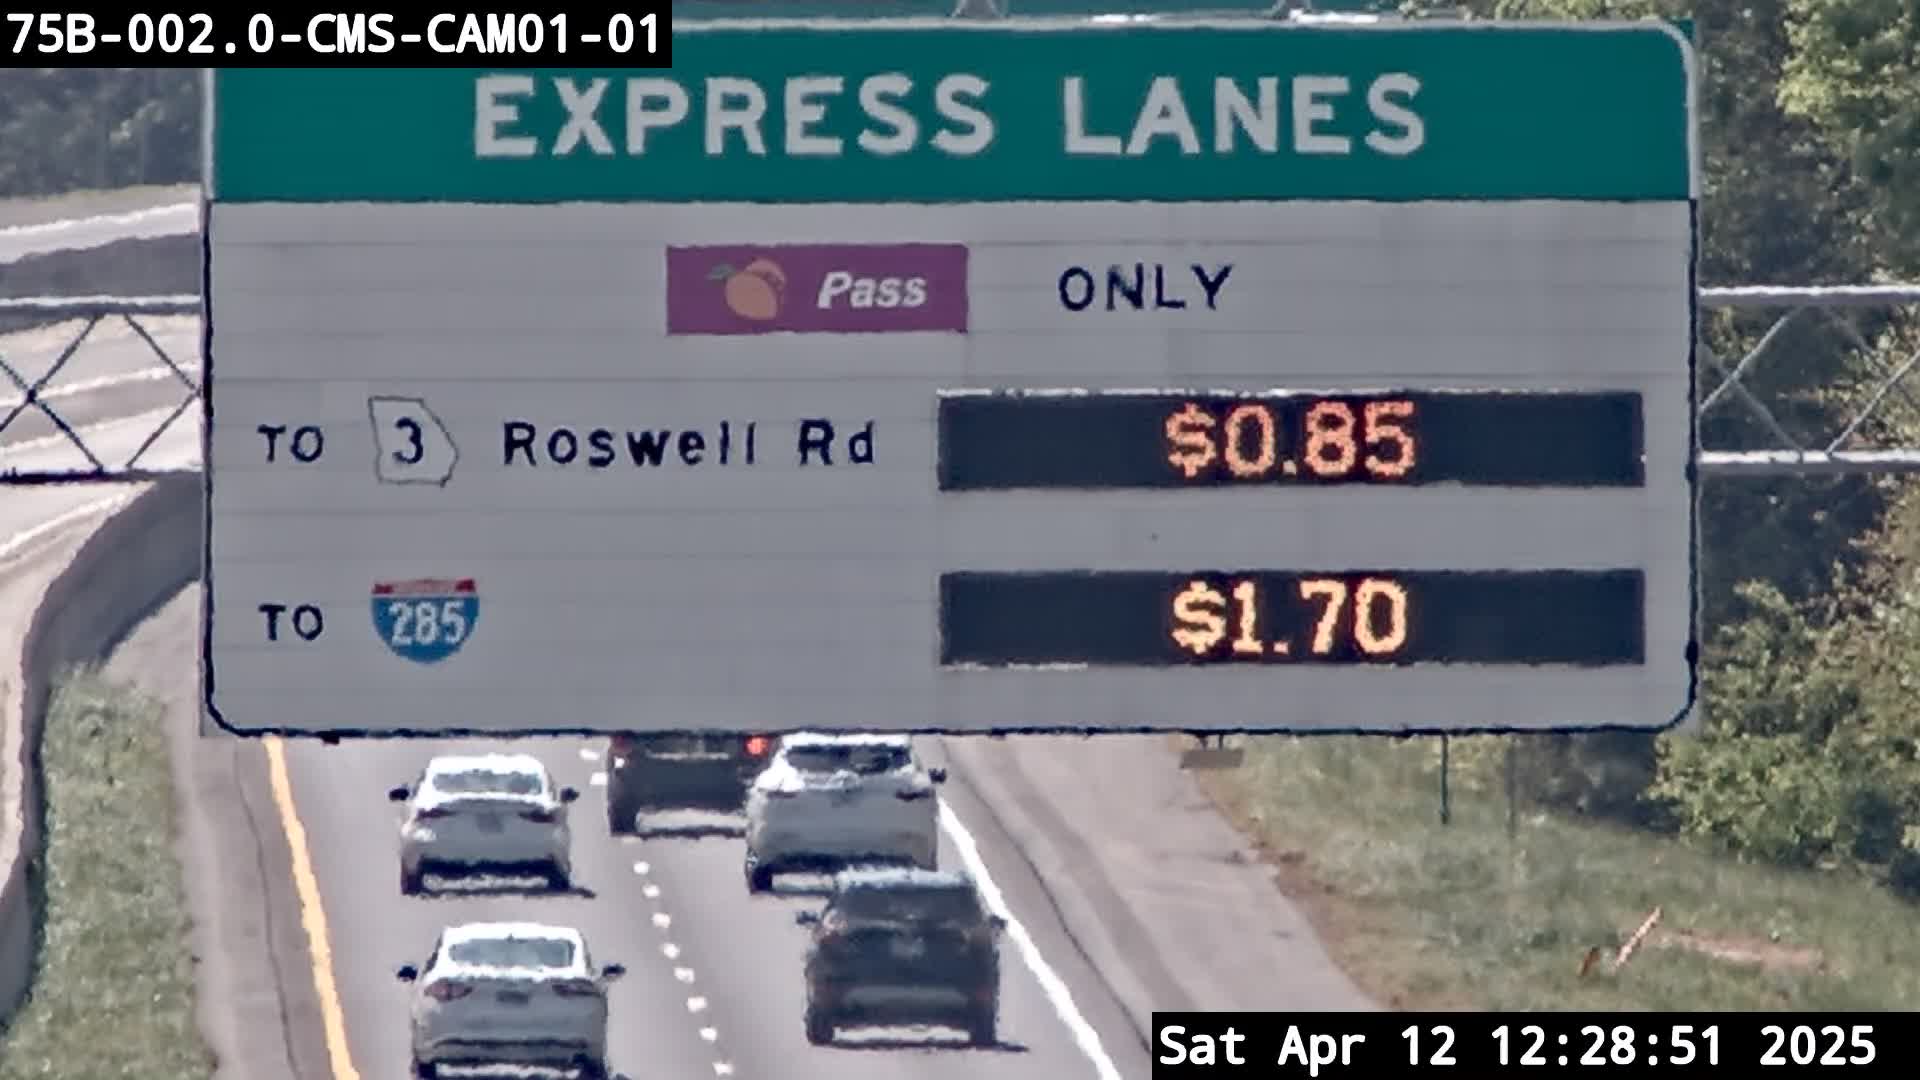 75B-002.0-CMS-CAM01-01
EXPRESS LANES
Pass ONLY
TO 3 Roswell Rd $0.85
TO 285 $1.70
Sat Apr 12 12:28:51 2025